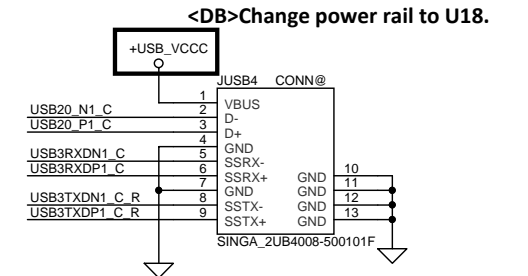 <DB>Change power rail to U18.
+USB_VCCC
JUSB4 CONN@
1 VBUS
USB20_N1_C 2 D-
USB20_P1_C 3 D+
4 GND
USB3RXDN1_C 5 SSRX-
USB3RXDP1_C 6 SSRX+ GND 10
7 GND GND 11
USB3TXDN1_C_R 8 SSTX- GND 12
USB3TXDP1_C_R 9 SSTX+ GND 13
SINGA_2UB4008-500101F